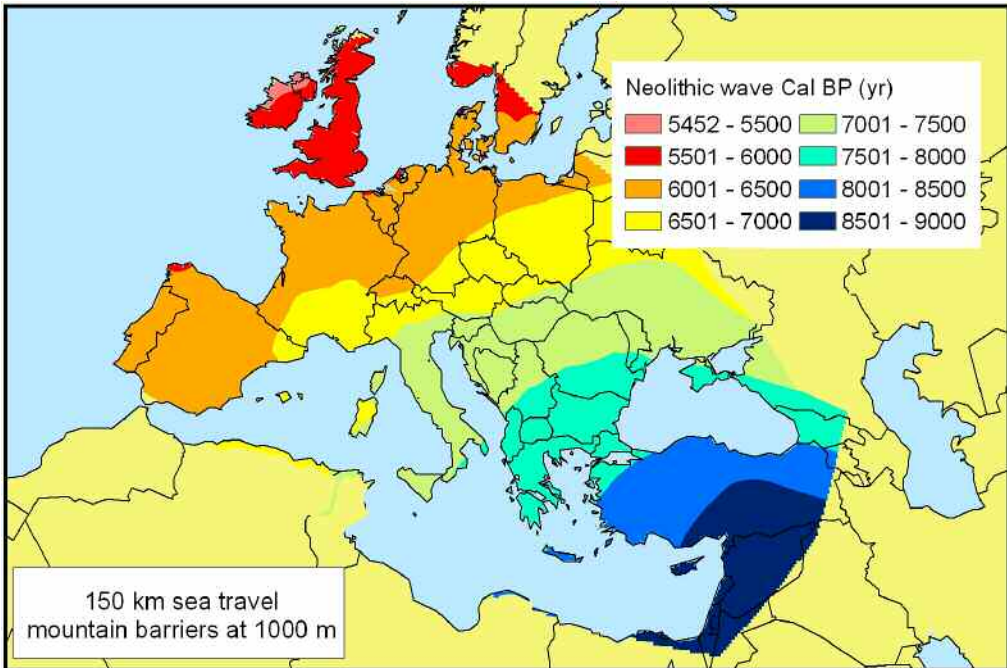 Neolithic wave Cal BP (yr)
5452 - 5500 7001 - 7500
5501 - 6000 7501 - 8000
6001 - 6500 8001 - 8500
6501 - 7000 8501 - 9000
150 km sea travel
mountain barriers at 1000 m